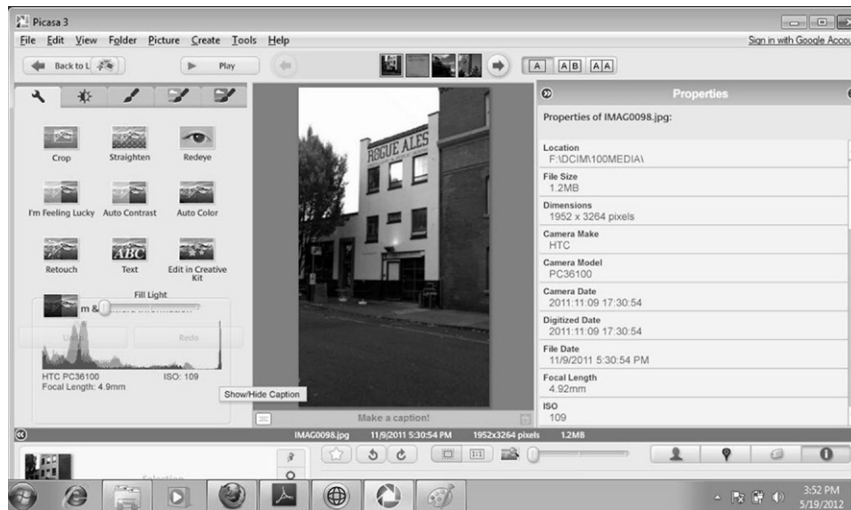 Picasa 3
File Edit View Folder Picture Create Tools Help
Sign in with Google Accou
Back to L
Play
A AB AA
Properties
Properties of IMAG0098.jpg:
Location
F:\DCIM\100MEDIA\
File Size
1.2MB
Dimensions
1952 x 3264 pixels
Camera Make
HTC
Camera Model
PC36100
Camera Date
2011:11:09 17:30:54
Digitized Date
2011:11:09 17:30:54
File Date
11/9/2011 5:30:54 PM
Focal Length
4.92mm
ISO
109
Crop Straighten Redeye
I'm Feeling Lucky Auto Contrast Auto Color
Retouch Text Edit in Creative
Kit
ABC
Fill Light
m &
Undo Redo
HTC PC36100 ISO: 109
Focal Length: 4.9mm
ROGUE ALES
Show/Hide Caption
Make a caption!
IMAG0098.jpg 11/9/2011 5:30:54 PM 1952x3264 pixels 1.2MB
Selection
1:1
3:52 PM
5/19/2012